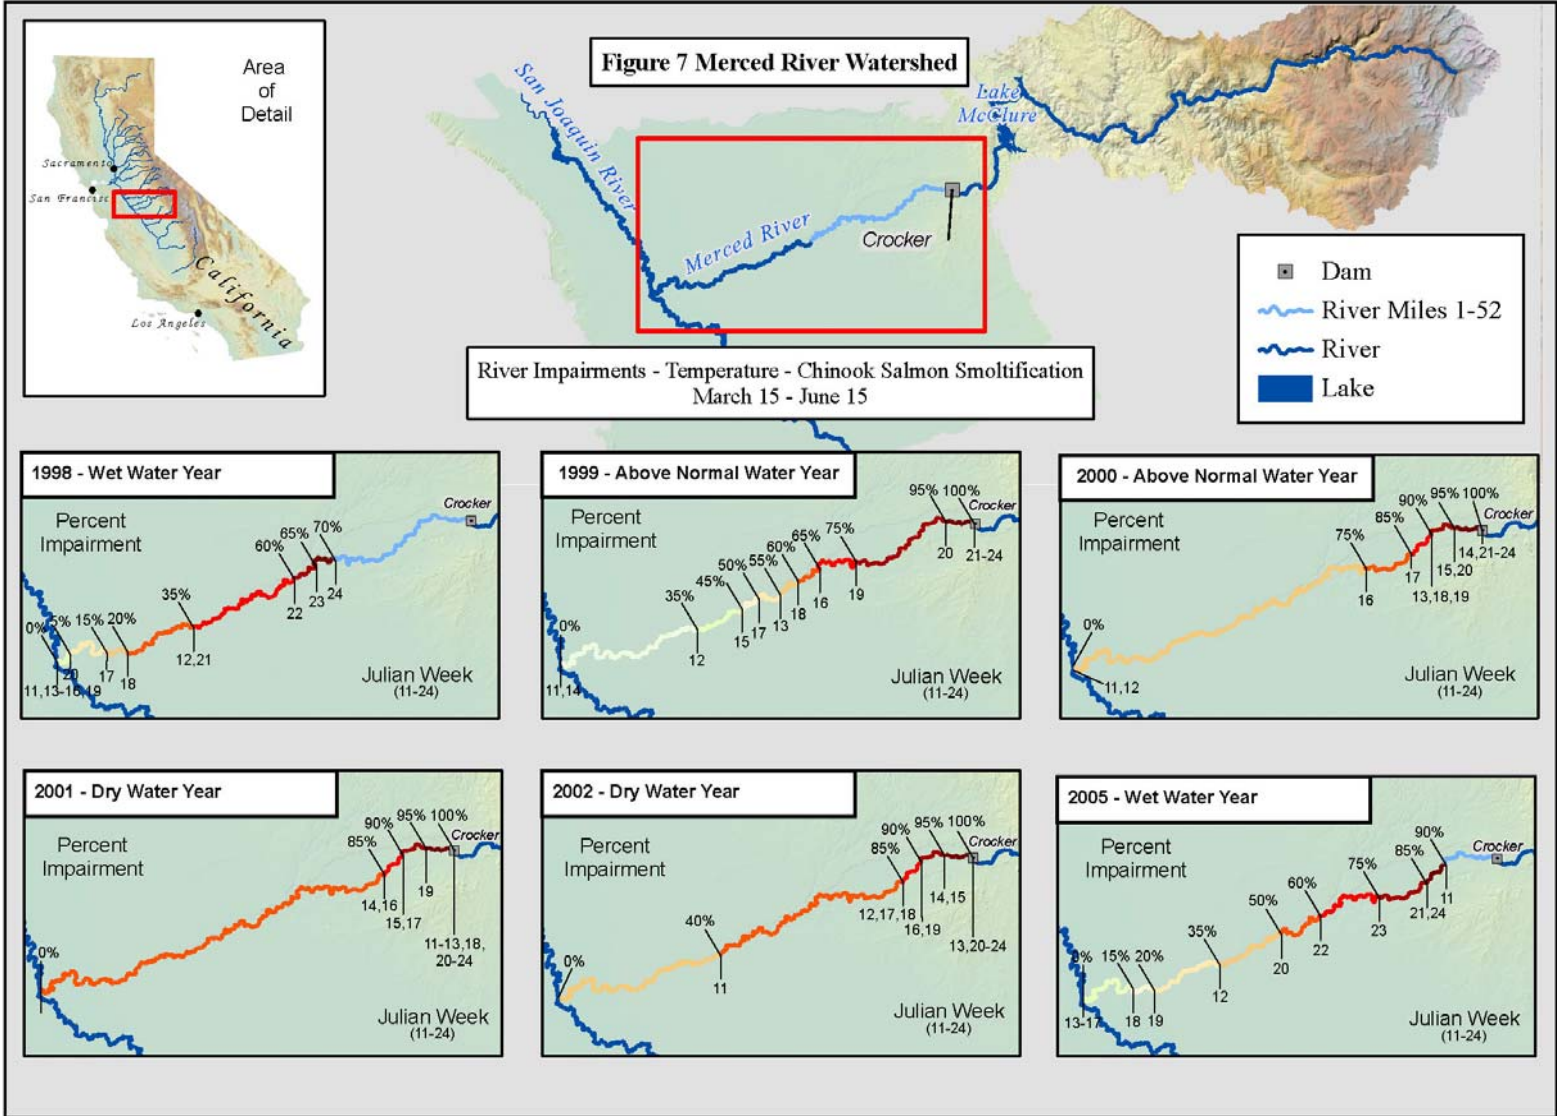 Figure 7 Merced River Watershed
Area
of
Detail
Sacramento
San Francisc
Los Angeles
California
San Joaquin River
Merced River
Lake
McClure
Crocker
Dam
River Miles 1-52
River
Lake
River Impairments - Temperature - Chinook Salmon Smoltification
March 15 - June 15
1998 - Wet Water Year
Percent
Impairment
Crocker
0% 5% 15% 20% 35% 60% 65% 70%
11,13-16,19 20 17 18 12,21 22 23 24
Julian Week
(11-24)
1999 - Above Normal Water Year
Percent
Impairment
Crocker
0% 35% 45% 50% 55% 60% 65% 75% 95% 100%
11,14 12 15 17 13 18 16 19 20 21-24
Julian Week
(11-24)
2000 - Above Normal Water Year
Percent
Impairment
Crocker
0% 75% 85% 90% 95% 100%
11,12 16 17 13,18,19 15,20 14,21-24
Julian Week
(11-24)
2001 - Dry Water Year
Percent
Impairment
Crocker
0% 85% 90% 95% 100%
14,16 15,17 19 11-13,18,
20-24
Julian Week
(11-24)
2002 - Dry Water Year
Percent
Impairment
Crocker
0% 40% 85% 90% 95% 100%
11 12,17,18 16,19 14,15 13,20-24
Julian Week
(11-24)
2005 - Wet Water Year
Percent
Impairment
Crocker
15% 20% 35% 50% 60% 75% 85% 90%
13-17 18 19 12 20 22 23 21,24 11
Julian Week
(11-24)